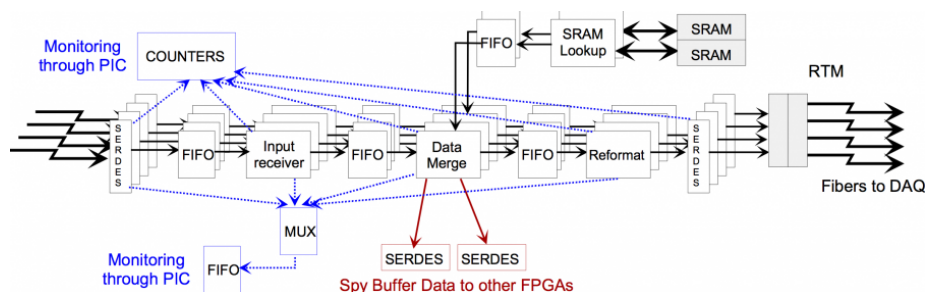 Monitoring
through PIC
COUNTERS
FIFO
SRAM
Lookup
SRAM
SRAM
RTM
SERDES
FIFO
Input
receiver
FIFO
Data
Merge
FIFO
Reformat
SERDES
Fibers to DAQ
MUX
Monitoring
through PIC
FIFO
SERDES
SERDES
Spy Buffer Data to other FPGAs